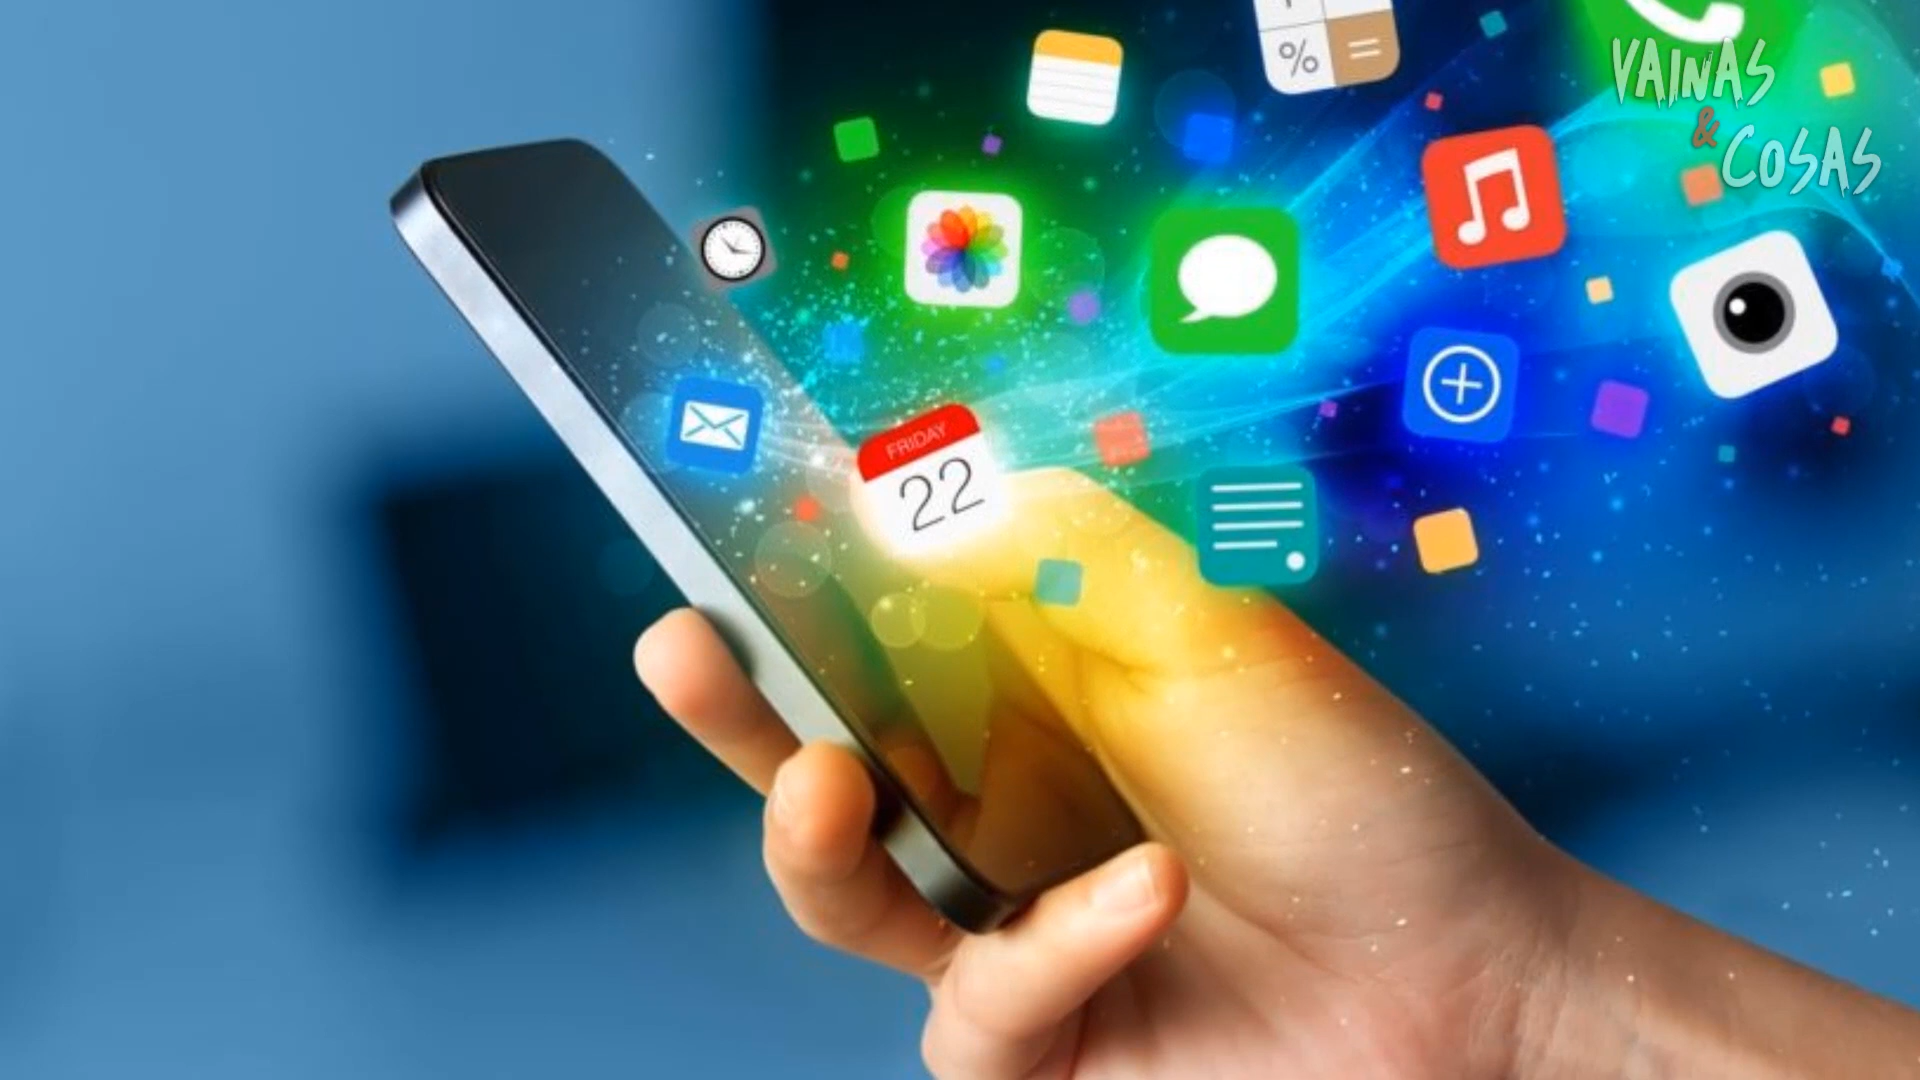 % =
VAINAS
&
COSAS
FRIDAY
22